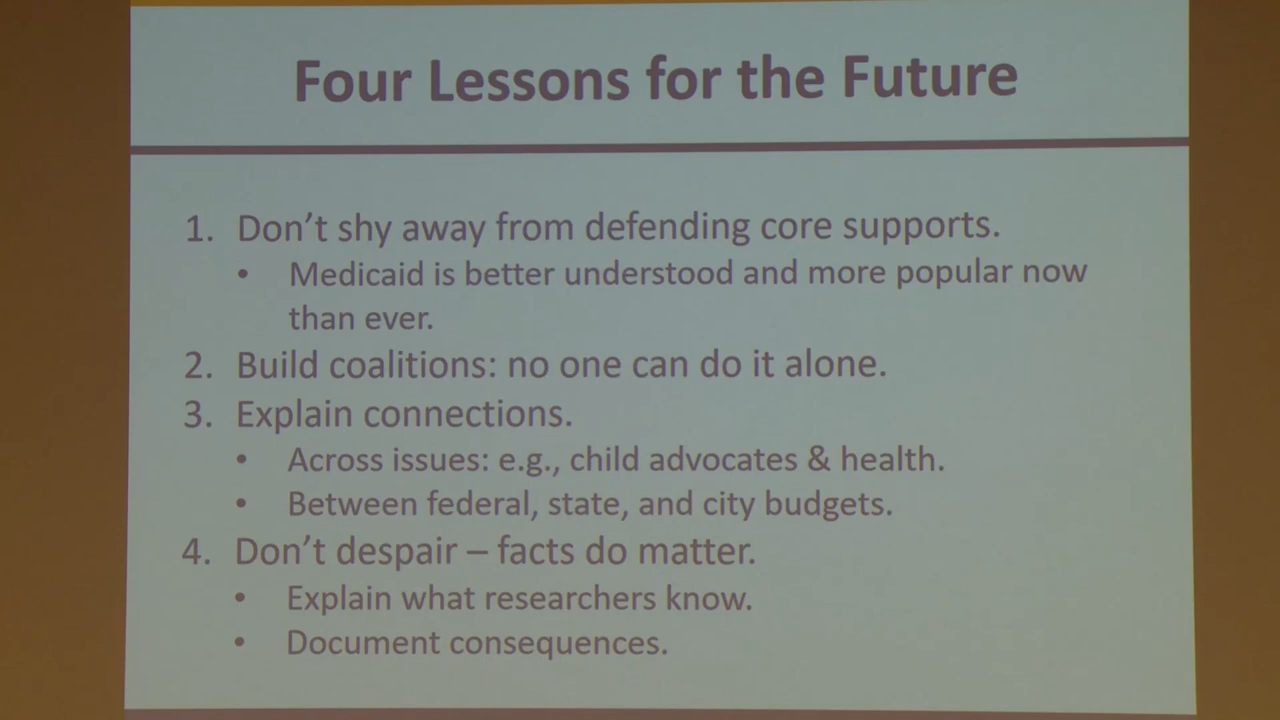 Four Lessons for the Future
1. Don't shy away from defending core supports.
• Medicaid is better understood and more popular now
than ever.
2. Build coalitions: no one can do it alone.
3. Explain connections.
• Across issues: e.g., child advocates & health.
• Between federal, state, and city budgets.
4. Don't despair – facts do matter.
• Explain what researchers know.
• Document consequences.